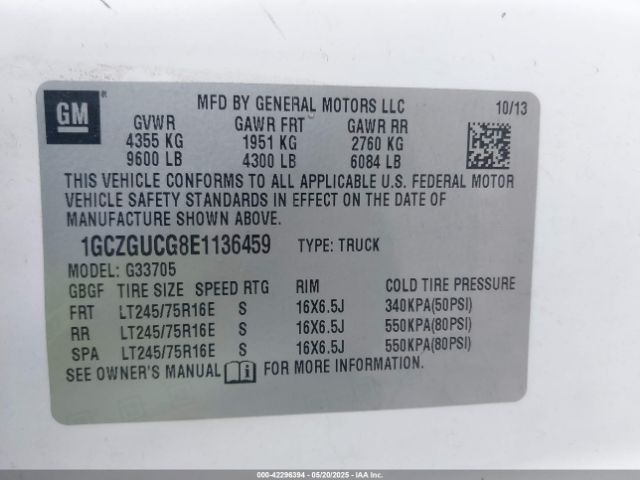 GM
MFD BY GENERAL MOTORS LLC 10/13
GVWR GAWR FRT GAWR RR
4355 KG 1951 KG 2760 KG
9600 LB 4300 LB 6084 LB
THIS VEHICLE CONFORMS TO ALL APPLICABLE U.S. FEDERAL MOTOR
VEHICLE SAFETY STANDARDS IN EFFECT ON THE DATE OF
MANUFACTURE SHOWN ABOVE.
1GCZGUCG8E1136459 TYPE: TRUCK
MODEL: G33705
GBGF TIRE SIZE SPEED RTG RIM COLD TIRE PRESSURE
FRT LT245/75R16E S 16X6.5J 340KPA(50PSI)
RR LT245/75R16E S 16X6.5J 550KPA(80PSI)
SPA LT245/75R16E S 16X6.5J 550KPA(80PSI)
SEE OWNER'S MANUAL FOR MORE INFORMATION.
000-42296394 - 05/20/2025 - IAAI.CA